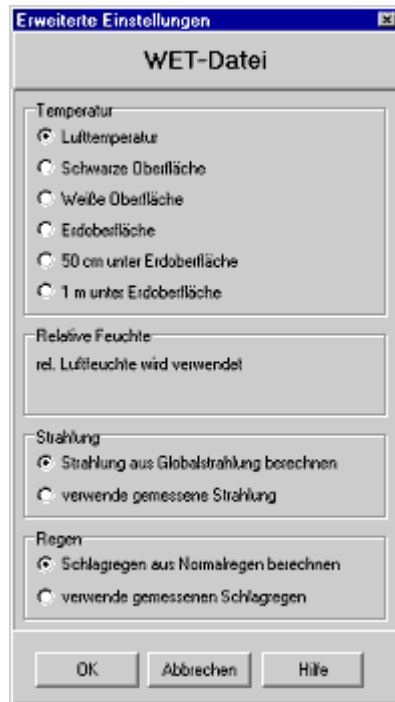 Erweiterte Einstellungen
WET-Datei
Temperatur
Lufttemperatur
Schwarze Oberfläche
Weiße Oberfläche
Erdoberfläche
50 cm unter Erdoberfläche
1 m unter Erdoberfläche
Relative Feuchte
rel. Luftfeuchte wird verwendet
Strahlung
Strahlung aus Globalstrahlung berechnen
verwende gemessene Strahlung
Regen
Schlagregen aus Normalregen berechnen
verwende gemessenen Schlagregen
OK Abbrechen Hilfe